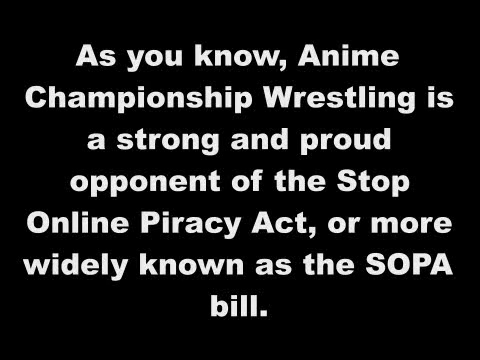 As you know, Anime
Championship Wrestling is
a strong and proud
opponent of the Stop
Online Piracy Act, or more
widely known as the SOPA
bill.